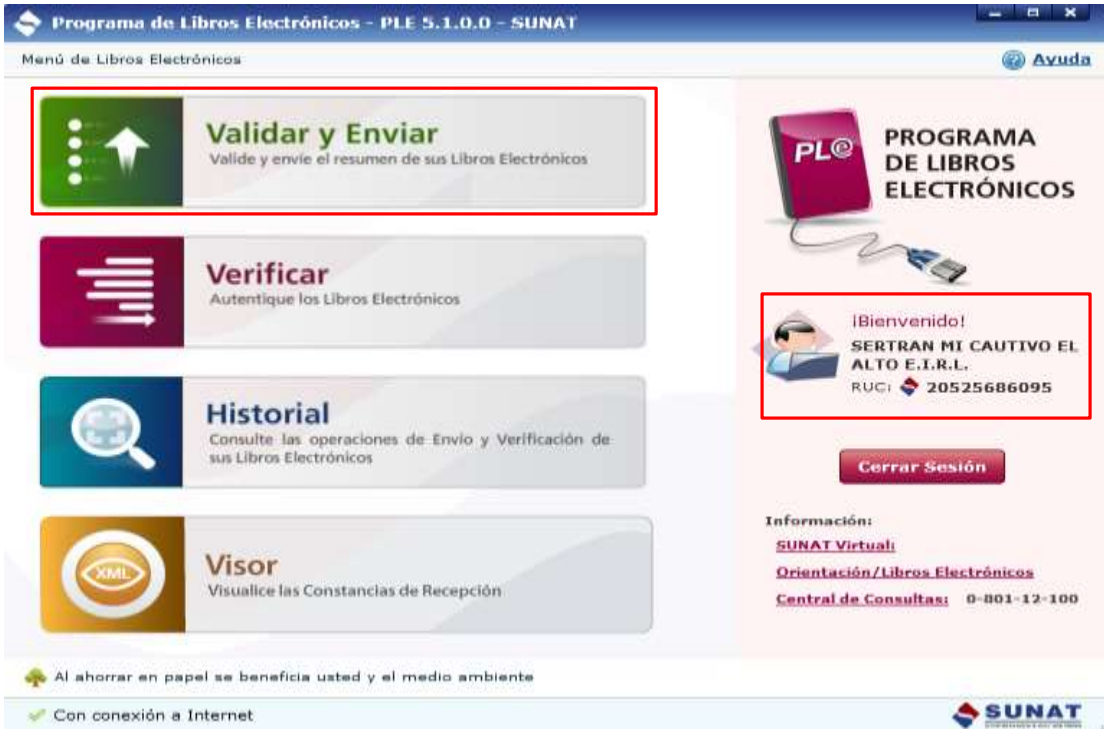 Programa de Libros Electrónicos - PLE 5.1.0.0 - SUNAT
Menú de Libros Electrónicos
Ayuda
Validar y Enviar
Valide y envíe el resumen de sus Libros Electrónicos
Verificar
Autentique los Libros Electrónicos
Historial
Consulte las operaciones de Envío y Verificación de
sus Libros Electrónicos
XML
Visor
Visualice las Constancias de Recepción
PL@
PROGRAMA
DE LIBROS
ELECTRÓNICOS
¡Bienvenido!
SERTRAN MI CAUTIVO EL
ALTO E.I.R.L.
RUC: 20525686095
Cerrar Sesión
Información:
SUNAT Virtual:
Orientación/Libros Electrónicos
Central de Consultas: 0-801-12-100
Al ahorrar en papel se beneficia usted y el medio ambiente
Con conexión a Internet
SUNAT